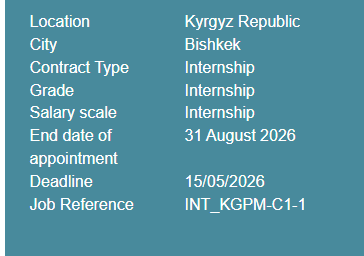 Location Kyrgyz Republic
City Bishkek
Contract Type Internship
Grade Internship
Salary scale Internship
End date of 31 August 2026
appointment
Deadline 15/05/2026
Job Reference INT_KGPM-C1-1